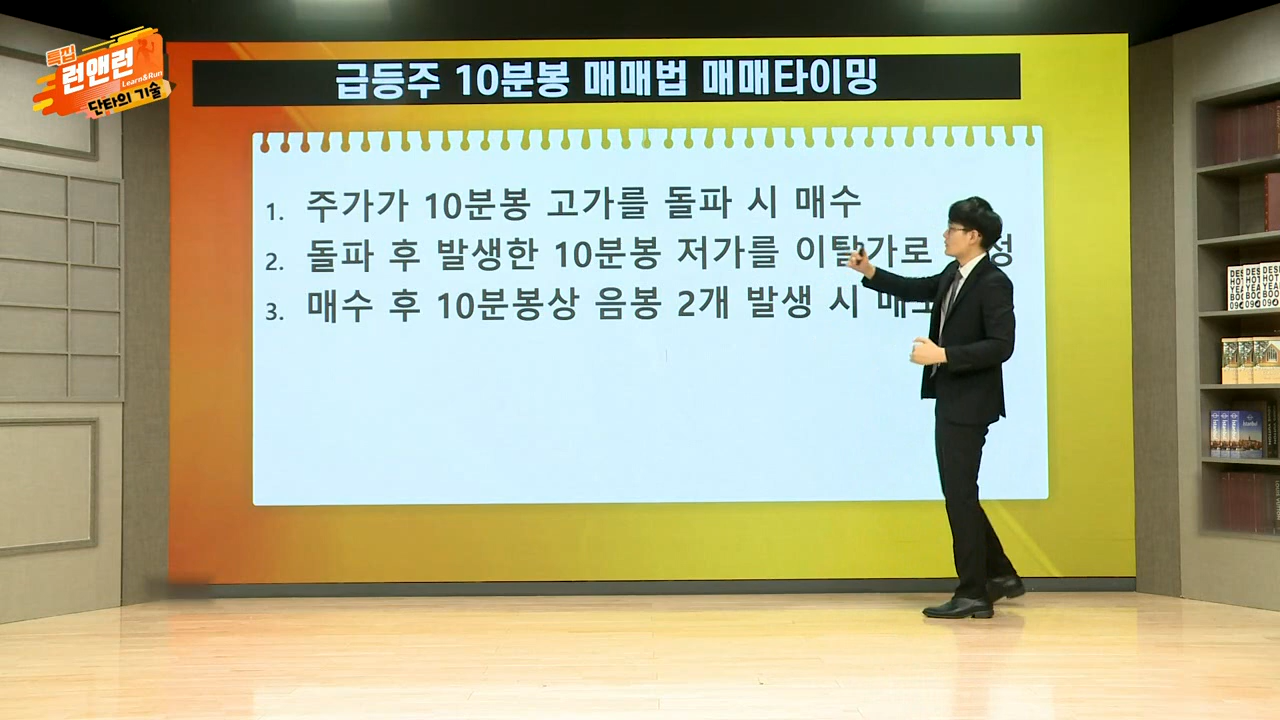 특집
런앤런
Learn&Run
단타의 기술
급등주 10분봉 매매법 매매타이밍
1. 주가가 10분봉 고가를 돌파 시 매수
2. 돌파 후 발생한 10분봉 저가를 이탈가로
3. 매수 후 10분봉상 음봉 2개 발생 시